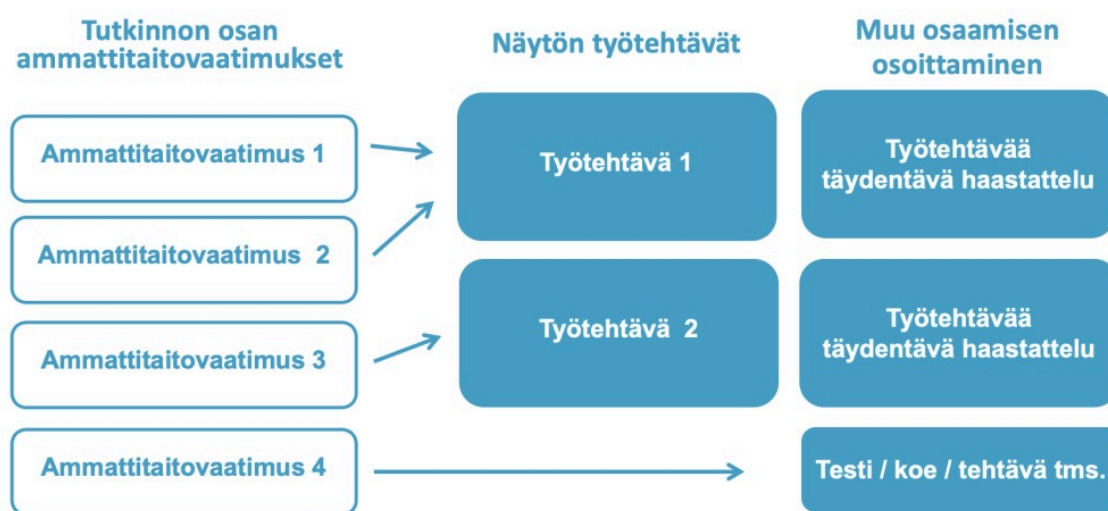 Tutkinnon osan
ammattitaitovaatimukset
Näytön työtehtävät
Muu osaamisen
osoittaminen
Ammattitaitovaatimus 1
Ammattitaitovaatimus 2
Ammattitaitovaatimus 3
Ammattitaitovaatimus 4
Työtehtävä 1
Työtehtävä 2
Työtehtävää
täydentävä haastattelu
Työtehtävää
täydentävä haastattelu
Testi / koe / tehtävä tms.